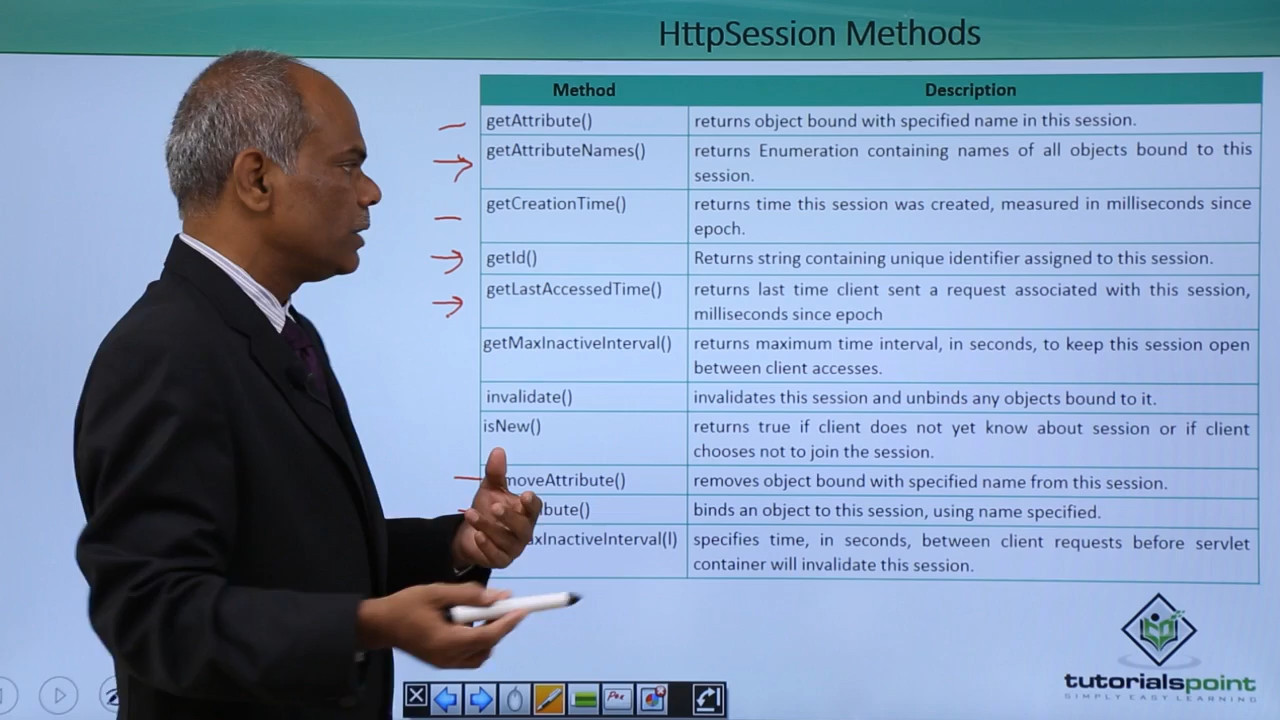 HttpSession Methods
Method Description
getAttribute() returns object bound with specified name in this session.
getAttributeNames() returns Enumeration containing names of all objects bound to this
session.
getCreationTime() returns time this session was created, measured in milliseconds since
epoch.
getId() Returns string containing unique identifier assigned to this session.
getLastAccessedTime() returns last time client sent a request associated with this session,
milliseconds since epoch
getMaxInactiveInterval() returns maximum time interval, in seconds, to keep this session open
between client accesses.
invalidate() invalidates this session and unbinds any objects bound to it.
isNew() returns true if client does not yet know about session or if client
chooses not to join the session.
moveAttribute() removes object bound with specified name from this session.
bute() binds an object to this session, using name specified.
axInactiveInterval(l) specifies time, in seconds, between client requests before servlet
container will invalidate this session.
tutorialspoint
SIMPLY EASY LEARNING
Pen